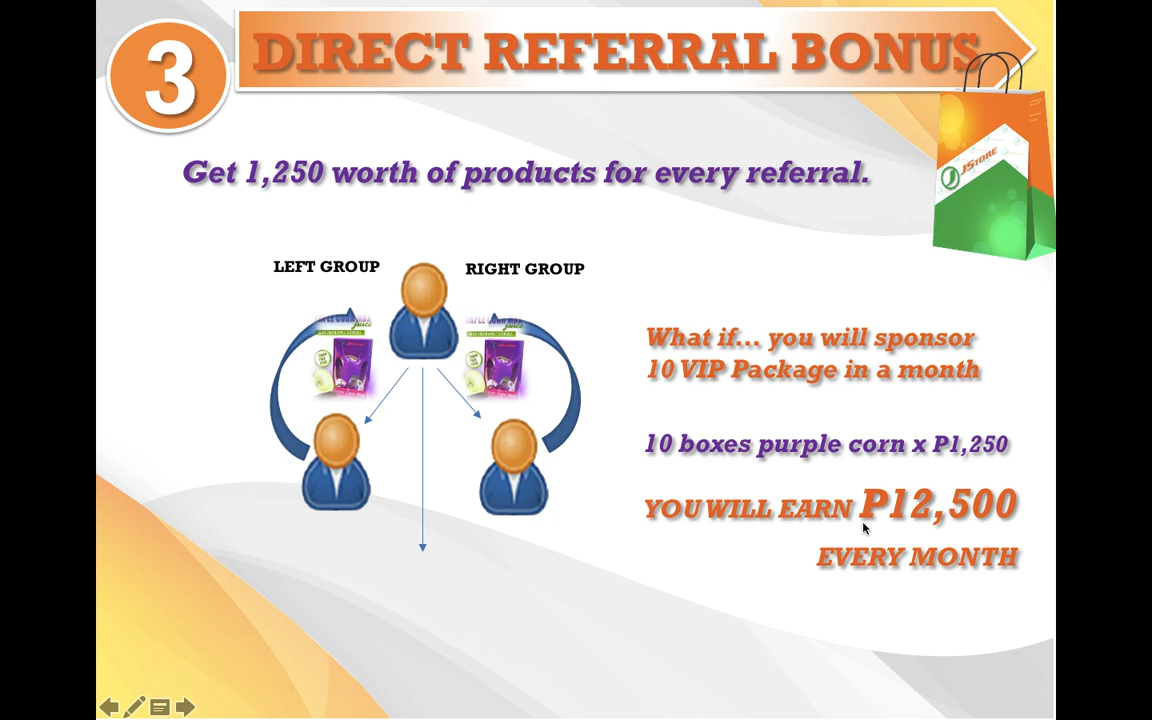 3
DIRECT REFERRAL BONUS
JSTORE
Get 1,250 worth of products for every referral.
LEFT GROUP
RIGHT GROUP
What if... you will sponsor
10 VIP Package in a month
10 boxes purple corn x P1,250
YOU WILL EARN P12,500
EVERY MONTH